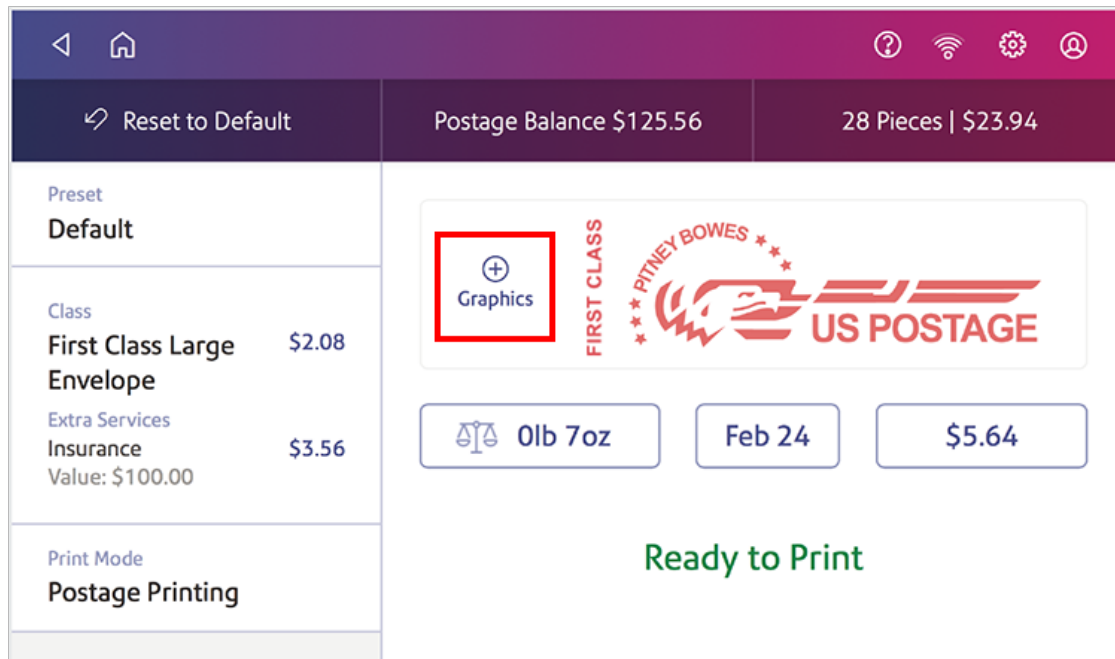 Reset to Default
Postage Balance $125.56
28 Pieces | $23.94
Preset
Default
Class
First Class Large $2.08
Envelope
Extra Services
Insurance $3.56
Value: $100.00
Print Mode
Postage Printing
Graphics
FIRST CLASS
PITNEY BOWES
US POSTAGE
0lb 7oz
Feb 24
$5.64
Ready to Print